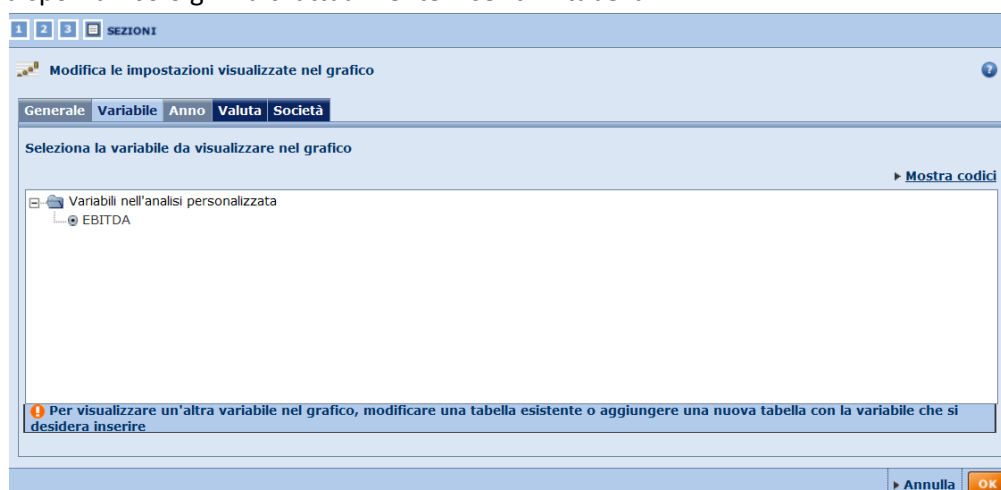 1 2 3 SEZIONI
Modifica le impostazioni visualizzate nel grafico
Generale Variabile Anno Valuta Società
Seleziona la variabile da visualizzare nel grafico
Mostra codici
Variabili nell'analisi personalizzata
EBITDA
Per visualizzare un'altra variabile nel grafico, modificare una tabella esistente o aggiungere una nuova tabella con la variabile che si
desidera inserire
Annulla OK